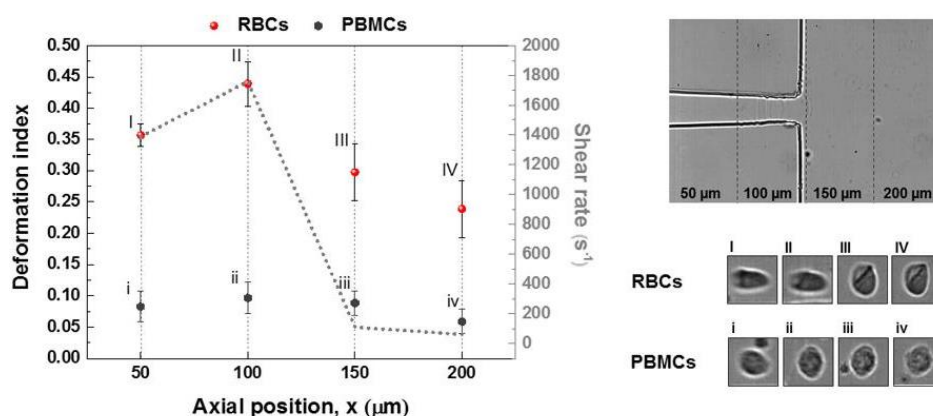 RBCs PBMCs
0.50
0.45
0.40
0.35
0.30
0.25
0.20
0.15
0.10
0.05
0.00
Deformation index
I
II
III
IV
i
ii
iii
iv
2000
1800
1600
1400
1200
1000
800
600
400
200
0
Shear rate (s⁻¹)
50 100 150 200
Axial position, x (µm)
50 µm 100 µm 150 µm 200 µm
I II III IV
RBCs
i ii iii iv
PBMCs